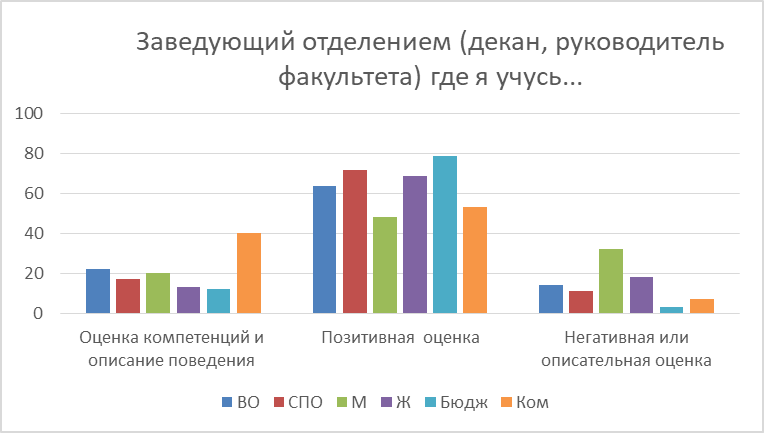 Заведующий отделением (декан, руководитель
факультета) где я учусь...
100
80
60
40
20
0
Оценка компетенций и
описание поведения
Позитивная оценка
Негативная или
описательная оценка
ВО СПО М Ж Бюдж Ком